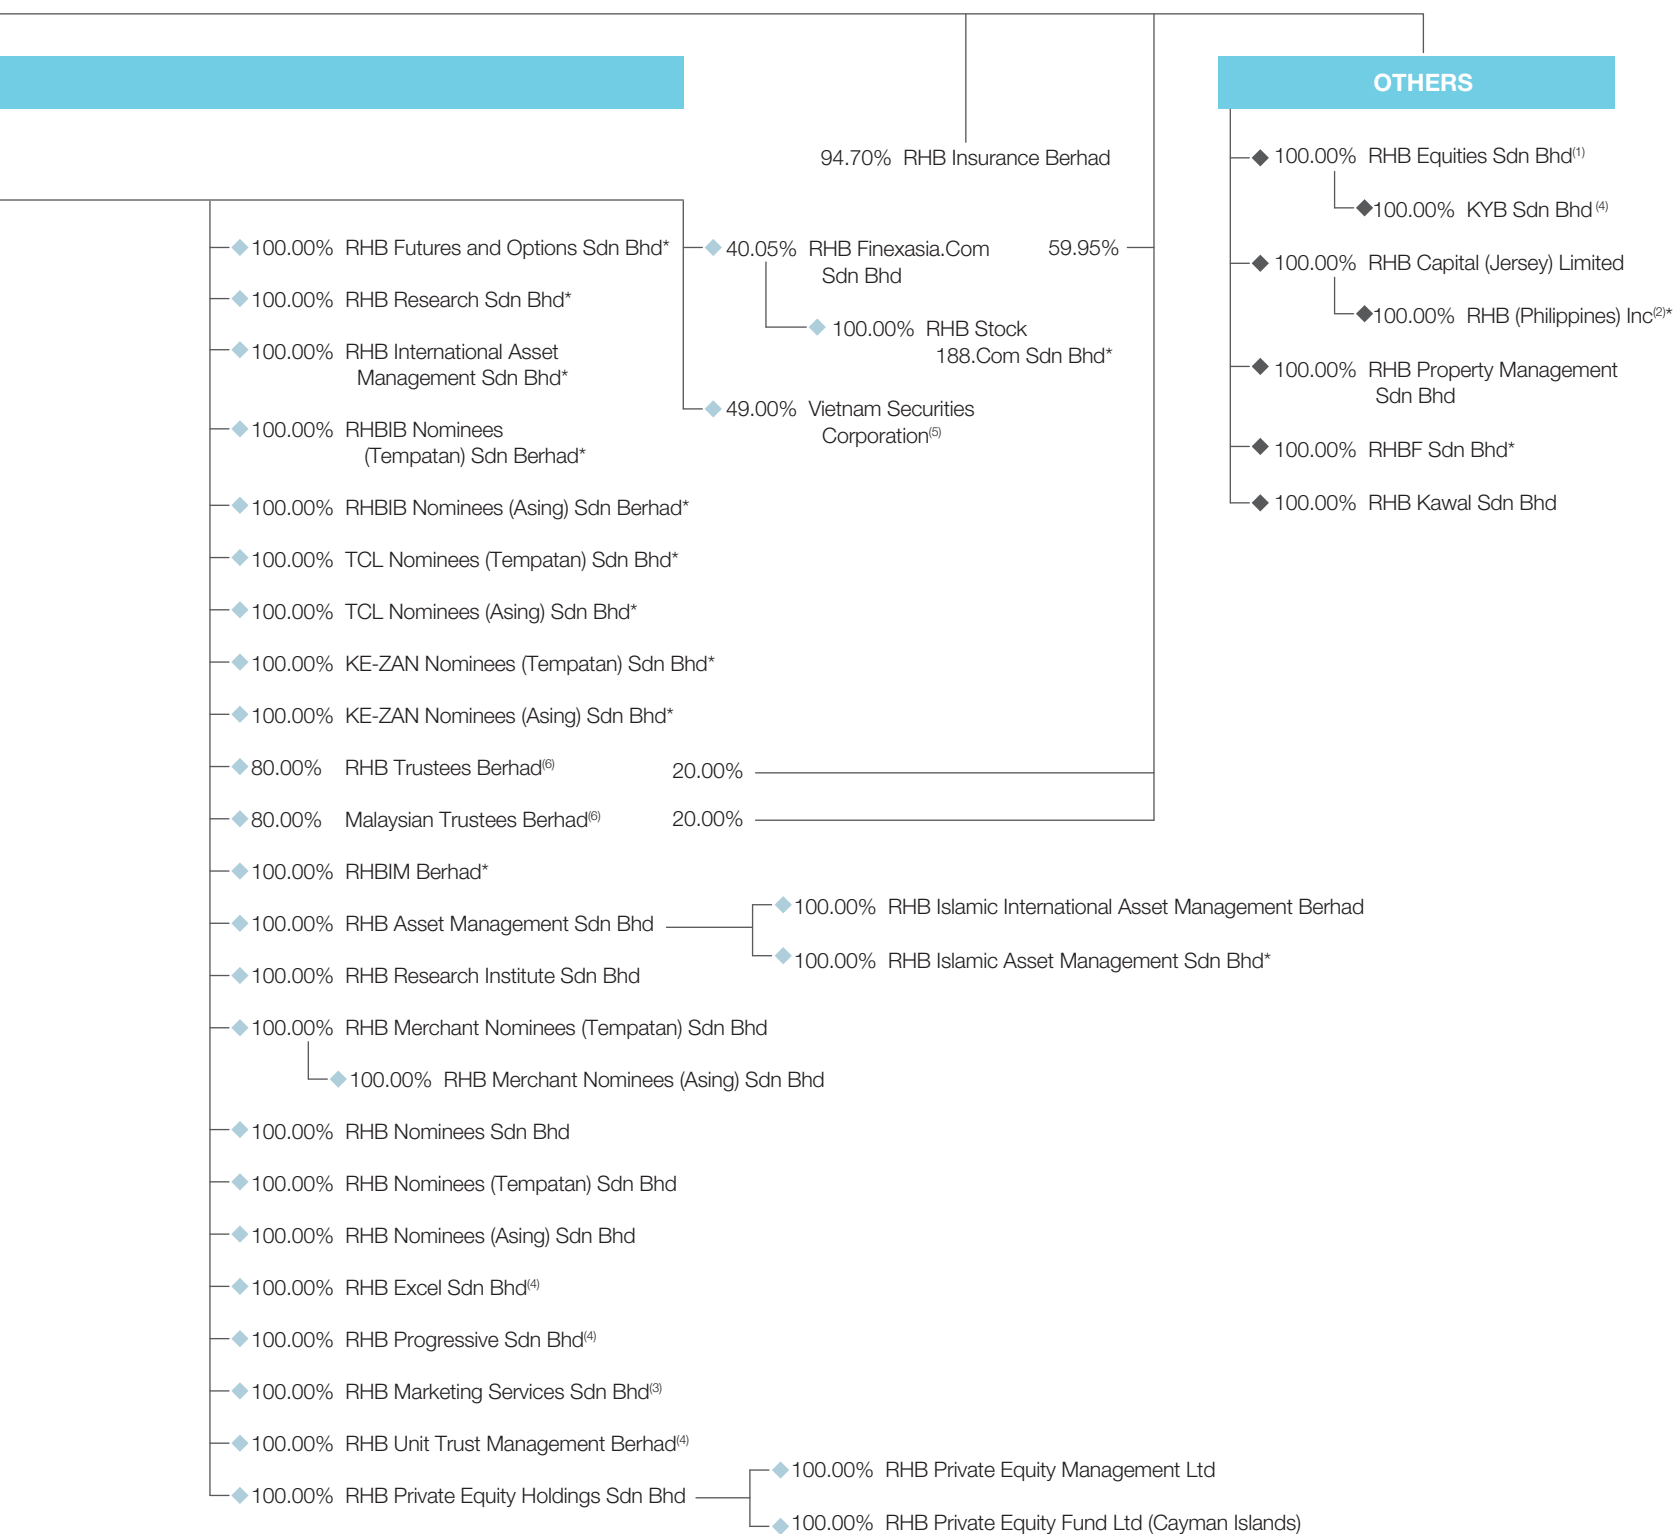 OTHERS
94.70% RHB Insurance Berhad
100.00% RHB Equities Sdn Bhd(1)
100.00% KYB Sdn Bhd (4)
100.00% RHB Capital (Jersey) Limited
100.00% RHB (Philippines) Inc(2)*
100.00% RHB Property Management
Sdn Bhd
100.00% RHBF Sdn Bhd*
100.00% RHB Kawal Sdn Bhd
40.05% RHB Finexasia.Com
Sdn Bhd
59.95%
100.00% RHB Stock
188.Com Sdn Bhd*
49.00% Vietnam Securities
Corporation(5)
100.00% RHB Futures and Options Sdn Bhd*
100.00% RHB Research Sdn Bhd*
100.00% RHB International Asset
Management Sdn Bhd*
100.00% RHBIB Nominees
(Tempatan) Sdn Berhad*
100.00% RHBIB Nominees (Asing) Sdn Berhad*
100.00% TCL Nominees (Tempatan) Sdn Bhd*
100.00% TCL Nominees (Asing) Sdn Bhd*
100.00% KE-ZAN Nominees (Tempatan) Sdn Bhd*
100.00% KE-ZAN Nominees (Asing) Sdn Bhd*
80.00% RHB Trustees Berhad(6) 20.00%
80.00% Malaysian Trustees Berhad(6) 20.00%
100.00% RHBIM Berhad*
100.00% RHB Asset Management Sdn Bhd
100.00% RHB Islamic International Asset Management Berhad
100.00% RHB Islamic Asset Management Sdn Bhd*
100.00% RHB Research Institute Sdn Bhd
100.00% RHB Merchant Nominees (Tempatan) Sdn Bhd
100.00% RHB Merchant Nominees (Asing) Sdn Bhd
100.00% RHB Nominees Sdn Bhd
100.00% RHB Nominees (Tempatan) Sdn Bhd
100.00% RHB Nominees (Asing) Sdn Bhd
100.00% RHB Excel Sdn Bhd(4)
100.00% RHB Progressive Sdn Bhd(4)
100.00% RHB Marketing Services Sdn Bhd(3)
100.00% RHB Unit Trust Management Berhad(4)
100.00% RHB Private Equity Holdings Sdn Bhd
100.00% RHB Private Equity Management Ltd
100.00% RHB Private Equity Fund Ltd (Cayman Islands)